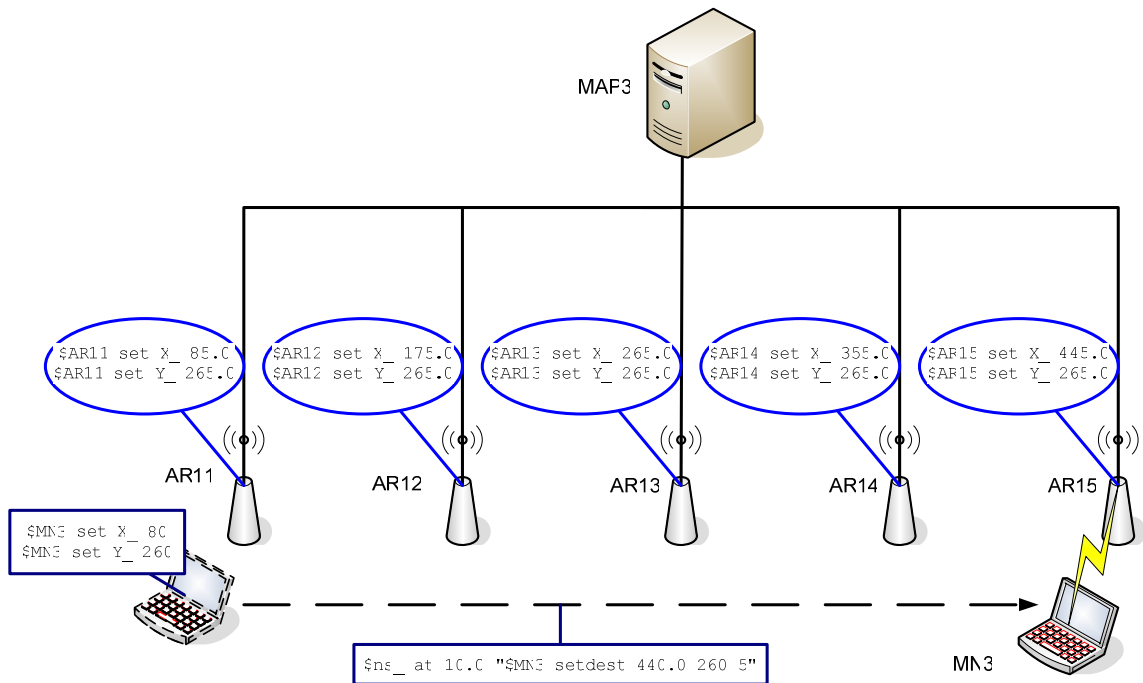 MAP3
$AR11 set X_ 85.0
$AR11 set Y_ 265.0
$AR12 set X_ 175.0
$AR12 set Y_ 265.0
$AR13 set X_ 265.0
$AR13 set Y_ 265.0
$AR14 set X_ 355.0
$AR14 set Y_ 265.0
$AR15 set X_ 445.0
$AR15 set Y_ 265.0
AR11
AR12
AR13
AR14
AR15
$MN3 set X_ 80
$MN3 set Y_ 260
$ns_ at 10.0 "$MN3 setdest 440.0 260 5"
MN3